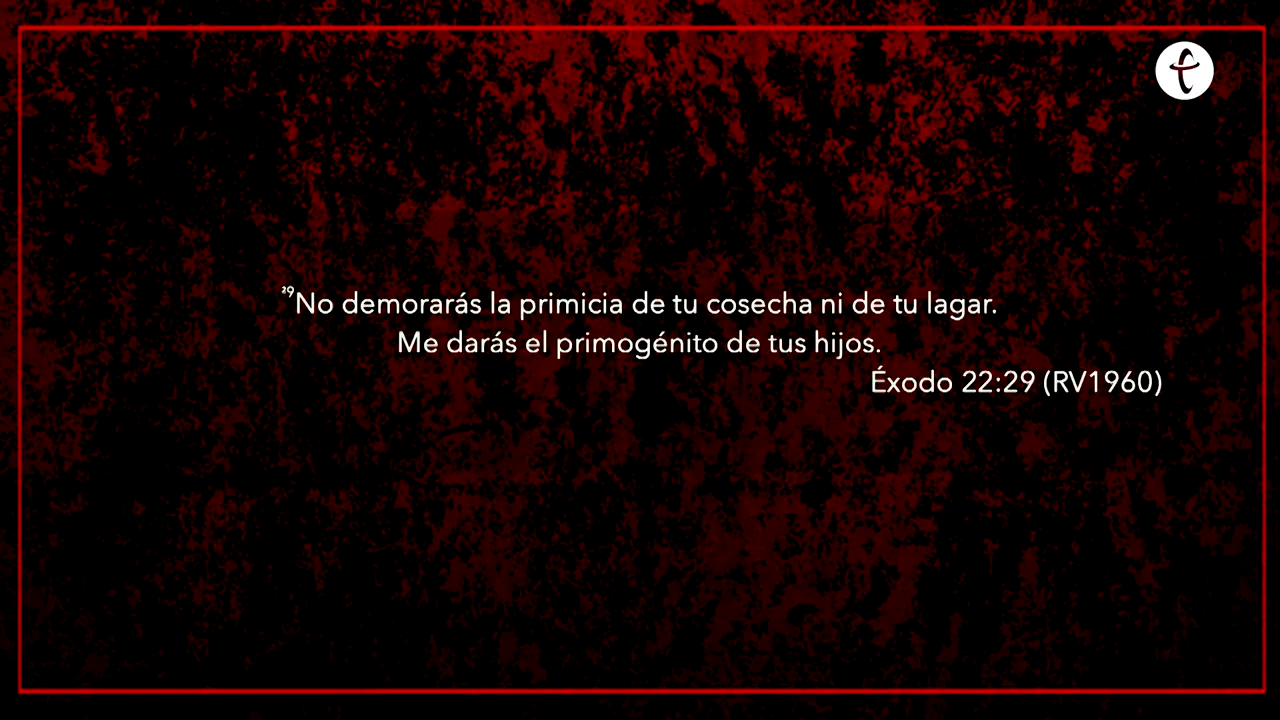 ²⁹No demorarás la primicia de tu cosecha ni de tu lagar.
Me darás el primogénito de tus hijos.
Éxodo 22:29 (RV1960)